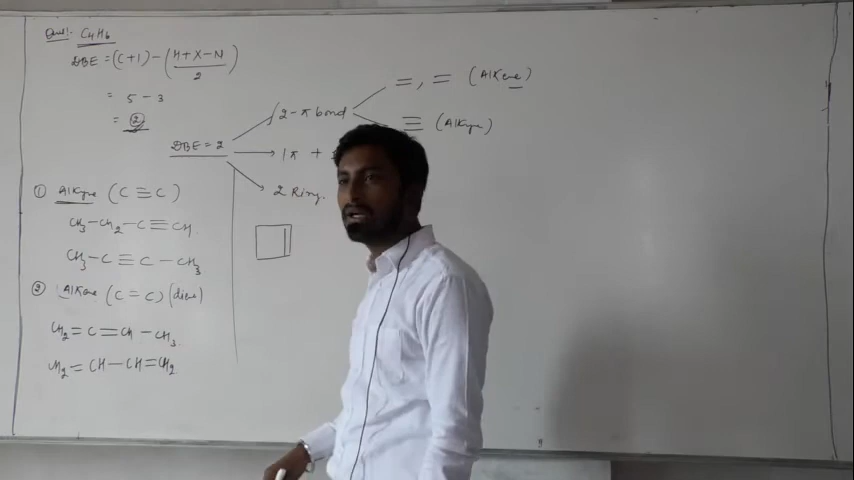 Ques!. C4H6
DBE = (C+1) - (H+X-N / 2)
= 5 - 3
= 2
DBE = 2
2-π bond
=, = (Alkene)
≡ (Alkyne)
1π +
2 Ring.
① Alkyne (C ≡ C)
CH3-CH2-C≡CH.
CH3-C≡C-CH3
② Alkene (C=C) (diene)
CH2=C=CH-CH3.
CH2=CH-CH=CH2